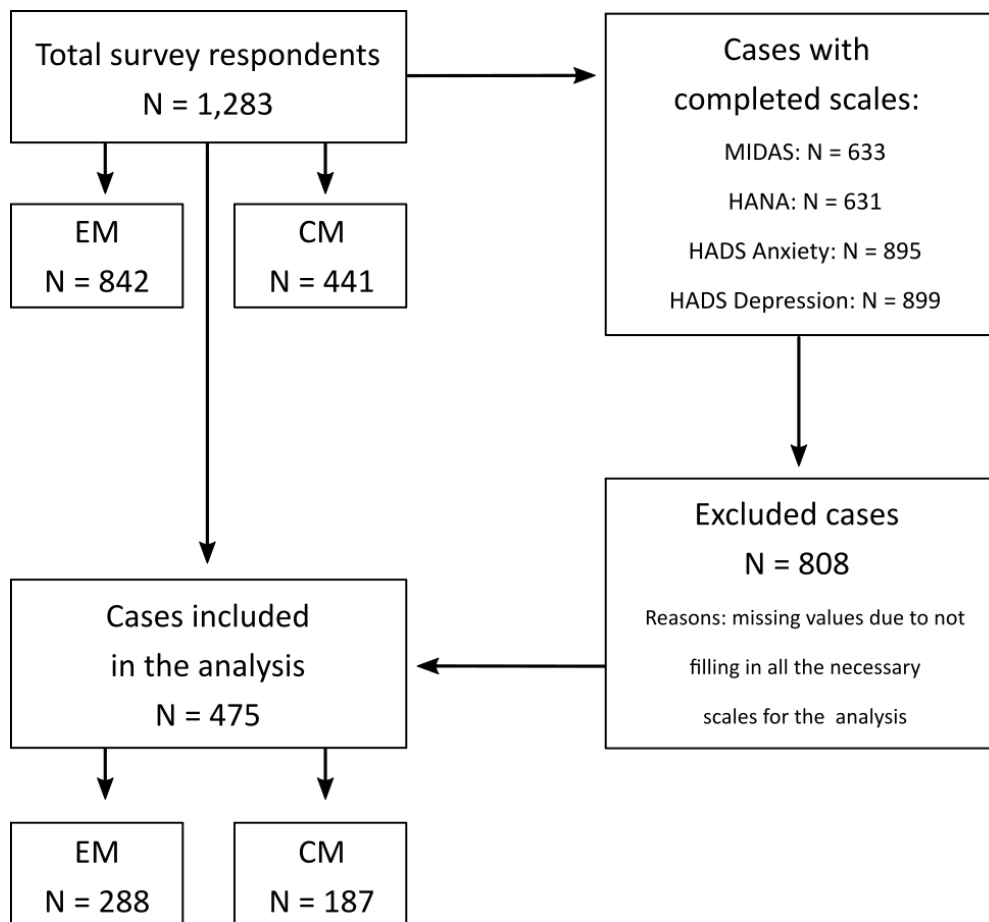 Total survey respondents
N = 1,283
EM
N = 842
CM
N = 441
Cases with
completed scales:
MIDAS: N = 633
HANA: N = 631
HADS Anxiety: N = 895
HADS Depression: N = 899
Excluded cases
N = 808
Reasons: missing values due to not
filling in all the necessary
scales for the analysis
Cases included
in the analysis
N = 475
EM
N = 288
CM
N = 187